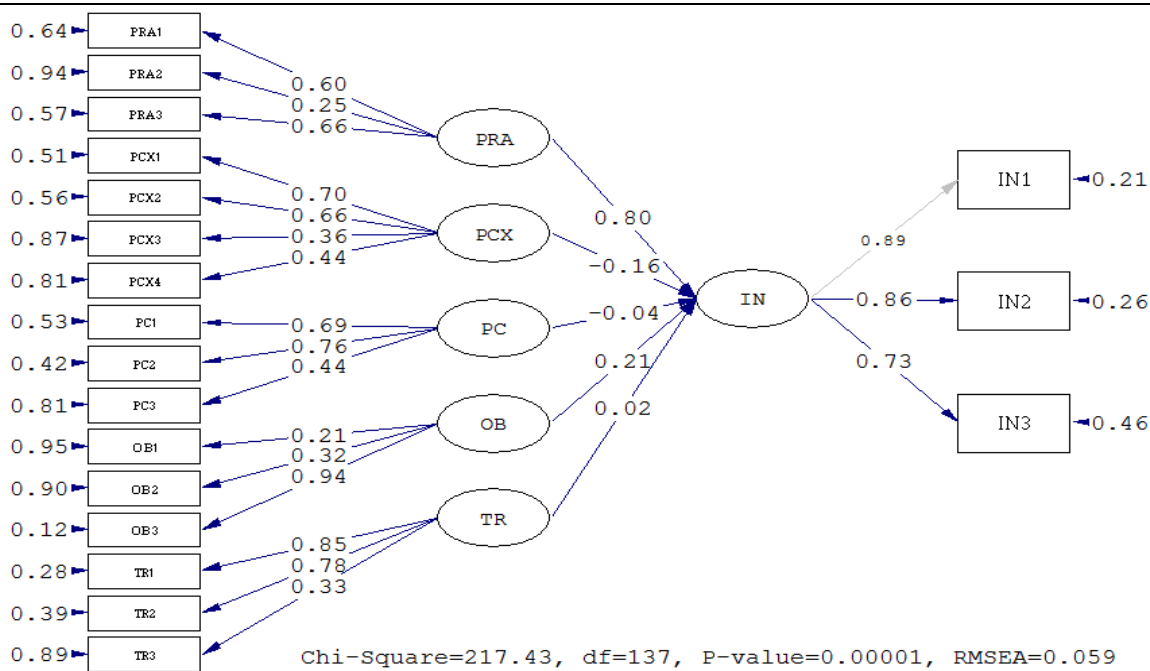 0.64 PRA1
0.94 PRA2
0.60
0.25
0.57 PRA3
0.66
PRA
0.51 PCX1
IN1 0.21
0.56 PCX2
0.70
0.66
0.80
0.87 PCX3
0.36
PCX
0.89
0.44
-0.16
0.81 PCX4
IN
0.86
IN2 0.26
0.53 PC1
0.69
PC
-0.04
0.76
0.42 PC2
0.44
0.21
0.73
0.81 PC3
0.02
0.95 OB1
0.21
OB
IN3 0.46
0.32
0.90 OB2
0.94
0.12 OB3
TR
0.85
0.28 TR1
0.78
0.33
0.39 TR2
0.89 TR3
Chi-Square=217.43, df=137, P-value=0.00001, RMSEA=0.059